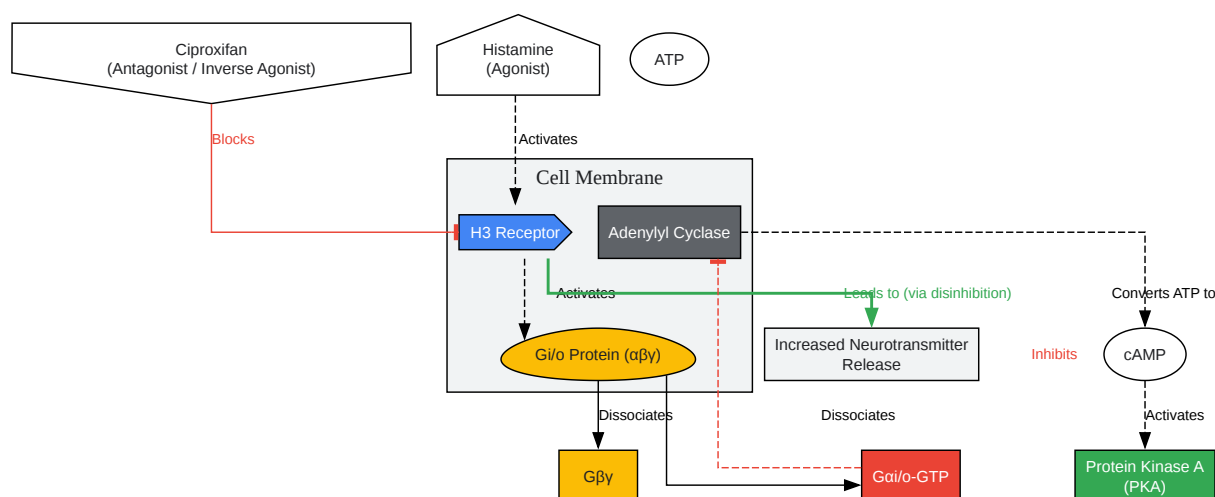 Ciproxifan
(Antagonist / Inverse Agonist)
Histamine
(Agonist)
ATP
Blocks
Activates
Cell Membrane
H3 Receptor
Adenylyl Cyclase
Activates
Leads to (via disinhibition)
Converts ATP to
Gi/o Protein (αβγ)
Increased Neurotransmitter
Release
Inhibits
cAMP
Dissociates
Dissociates
Activates
Gβγ
Gαi/o-GTP
Protein Kinase A
(PKA)